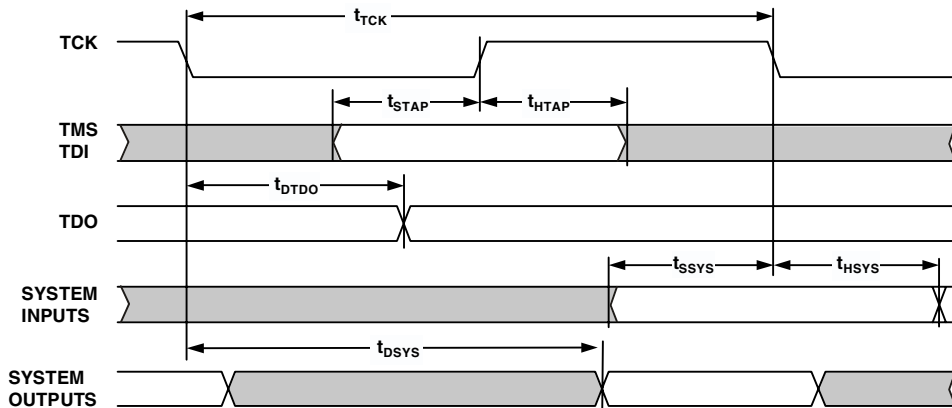 tTCK
TCK
tSTAP
tHTAP
TMS
TDI
tDTDO
TDO
tSSYS
tHSYS
SYSTEM
INPUTS
tDSYS
SYSTEM
OUTPUTS